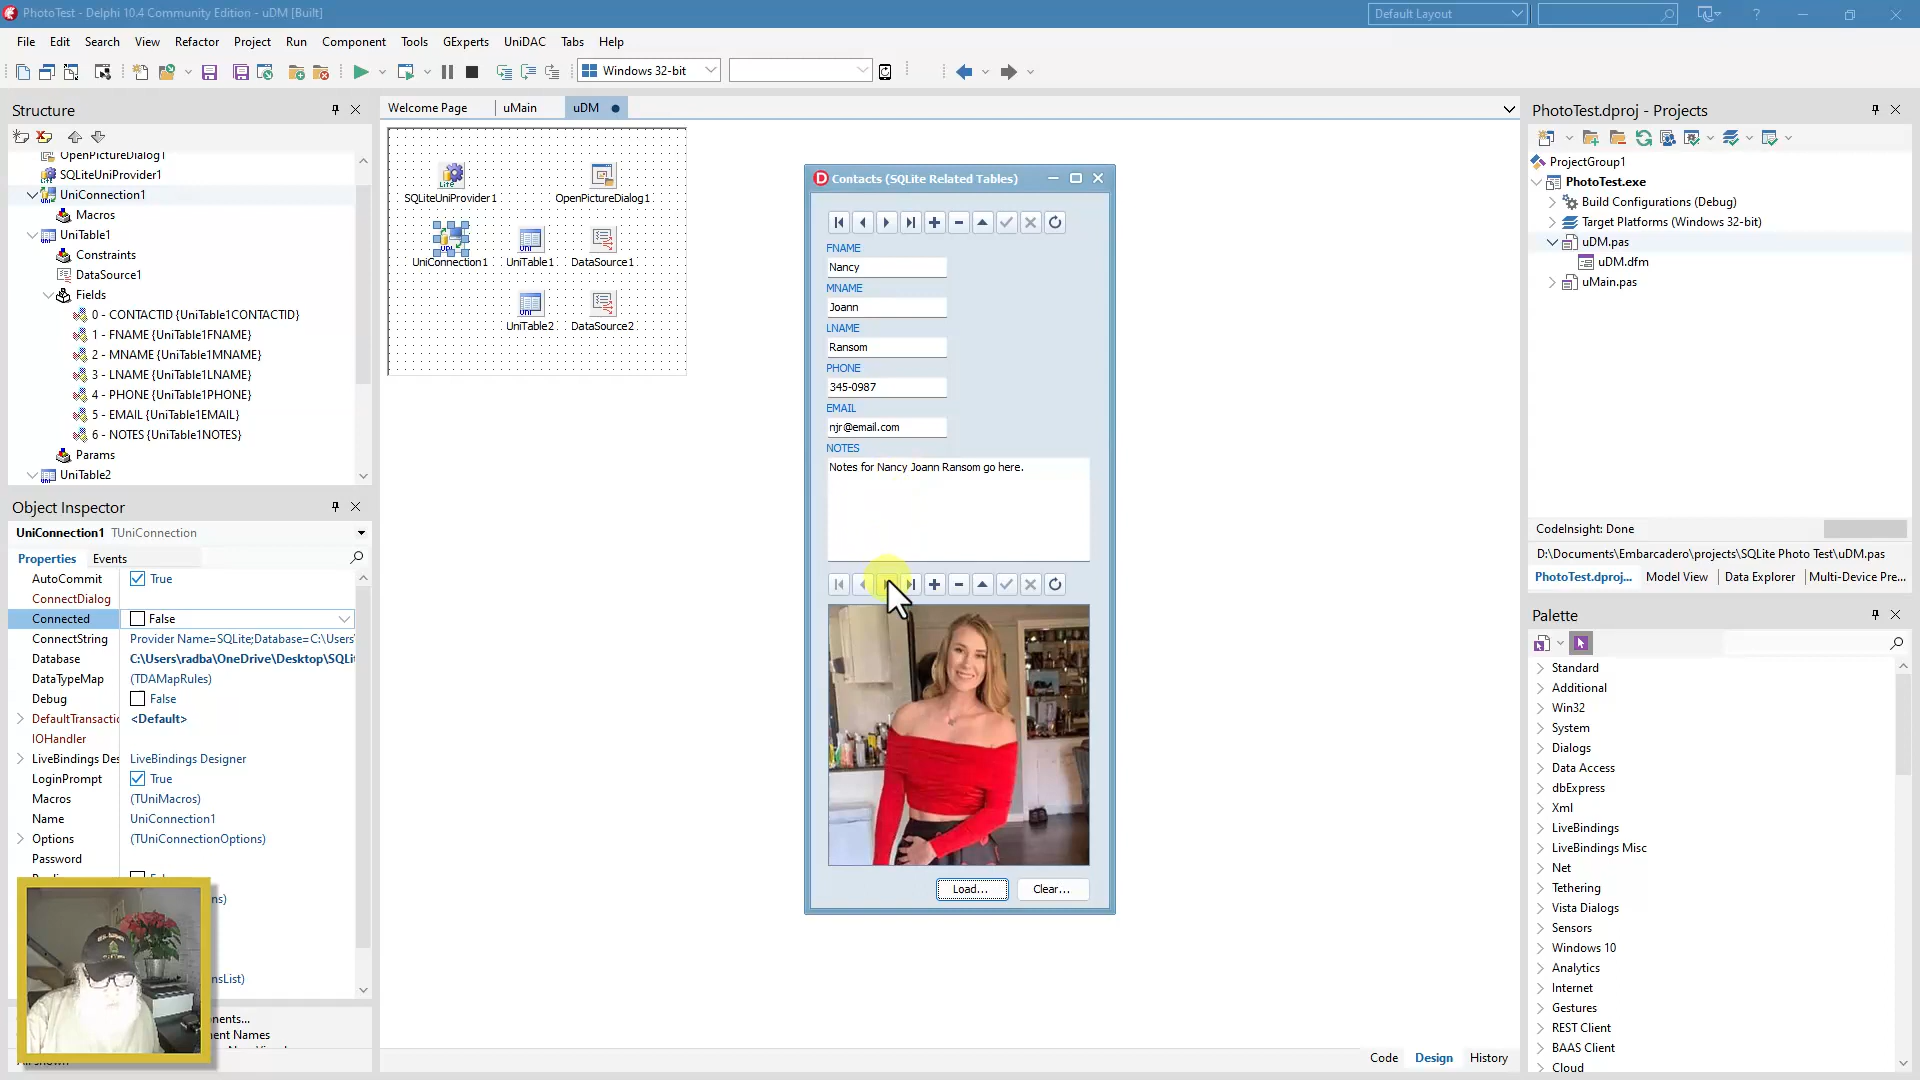 PhotoTest - Delphi 10.4 Community Edition - uDM [Built]
Default Layout
File Edit Search View Refactor Project Run Component Tools GExperts UniDAC Tabs Help
Windows 32-bit
Structure
OpenPictureDialog1
SQLiteUniProvider1
UniConnection1
Macros
UniTable1
Constraints
DataSource1
Fields
0 - CONTACTID {UniTable1CONTACTID}
1 - FNAME {UniTable1FNAME}
2 - MNAME {UniTable1MNAME}
3 - LNAME {UniTable1LNAME}
4 - PHONE {UniTable1PHONE}
5 - EMAIL {UniTable1EMAIL}
6 - NOTES {UniTable1NOTES}
Params
UniTable2
Object Inspector
UniConnection1 TUniConnection
Properties Events
AutoCommit True
ConnectDialog
Connected False
ConnectString Provider Name=SQLite;Database=C:\Users
Database C:\Users\radba\OneDrive\Desktop\SQLi
DataTypeMap (TDAMapRules)
Debug False
DefaultTransactio <Default>
IOHandler
LiveBindings Des LiveBindings Designer
LoginPrompt True
Macros (TUniMacros)
Name UniConnection1
Options (TUniConnectionOptions)
Password
ns)
nsList)
nents...
ent Names
Welcome Page uMain uDM
SQLiteUniProvider1 OpenPictureDialog1
UniConnection1 UniTable1 DataSource1
UniTable2 DataSource2
Contacts (SQLite Related Tables)
FNAME
Nancy
MNAME
Joann
LNAME
Ransom
PHONE
345-0987
EMAIL
njr@email.com
NOTES
Notes for Nancy Joann Ransom go here.
Load... Clear...
Code Design History
PhotoTest.dproj - Projects
ProjectGroup1
PhotoTest.exe
Build Configurations (Debug)
Target Platforms (Windows 32-bit)
uDM.pas
uDM.dfm
uMain.pas
CodeInsight: Done
D:\Documents\Embarcadero\projects\SQLite Photo Test\uDM.pas
PhotoTest.dproj... Model View Data Explorer Multi-Device Pre...
Palette
Standard
Additional
Win32
System
Dialogs
Data Access
dbExpress
Xml
LiveBindings
LiveBindings Misc
Net
Tethering
Vista Dialogs
Sensors
Windows 10
Analytics
Internet
Gestures
REST Client
BAAS Client
Cloud